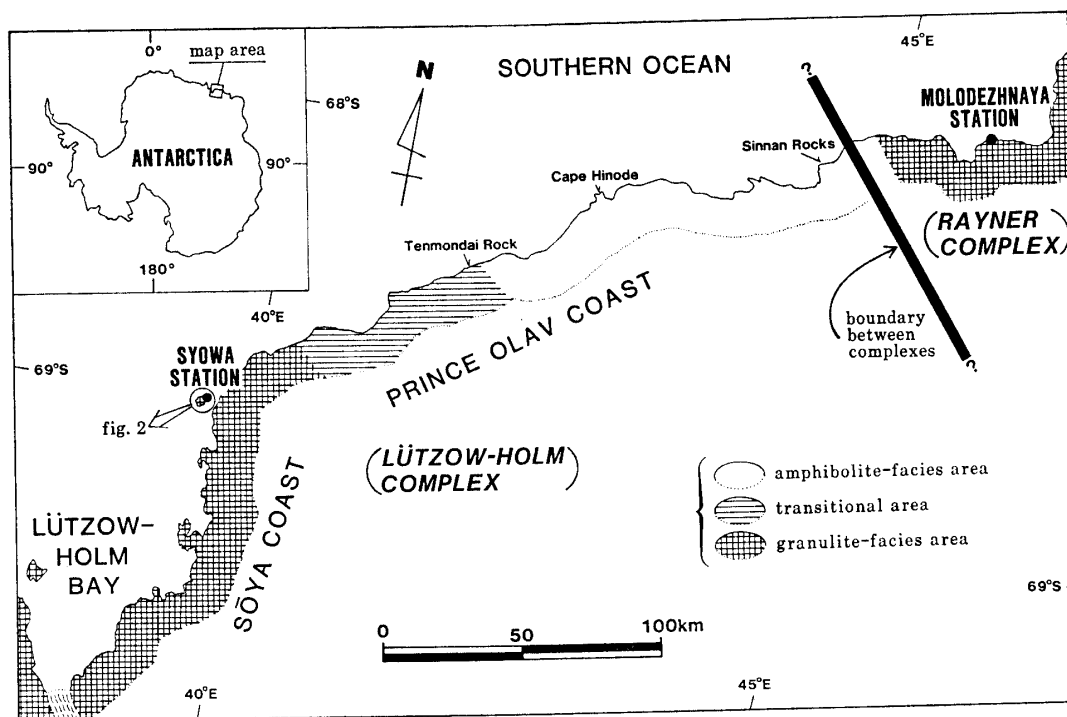 0°
map area
90°
ANTARCTICA
90°
180°
68°S
N
SOUTHERN OCEAN
45°E
?
MOLODEZHNAYA
STATION
Sinnan Rocks
Cape Hinode
Tenmondai Rock
(RAYNER
COMPLEX)
boundary
between
complexes
?
40°E
69°S
SYOWA
STATION
fig. 2
PRINCE OLAV COAST
(LÜTZOW-HOLM
COMPLEX)
SŌYA COAST
LÜTZOW-
HOLM
BAY
amphibolite-facies area
transitional area
granulite-facies area
69°S
0 50 100km
40°E
45°E